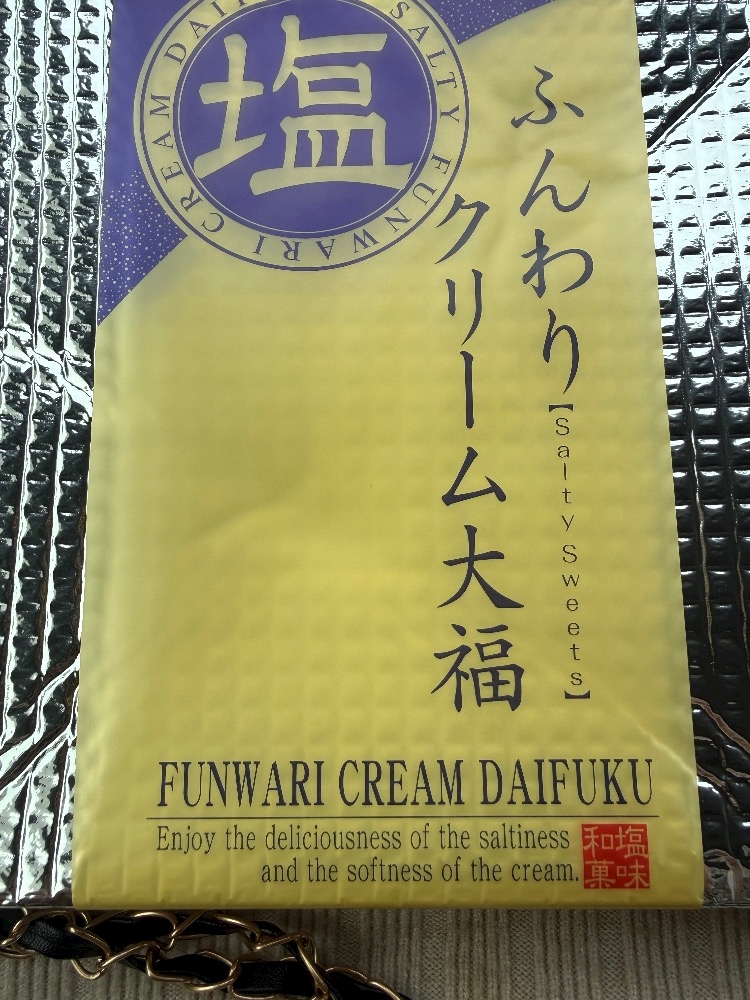 塩
SALTY FUNWARI CREAM
ふんわり
【Salty Sweets】
クリーム大福
FUNWARI CREAM DAIFUKU
Enjoy the deliciousness of the saltiness
and the softness of the cream.
塩味
和菓